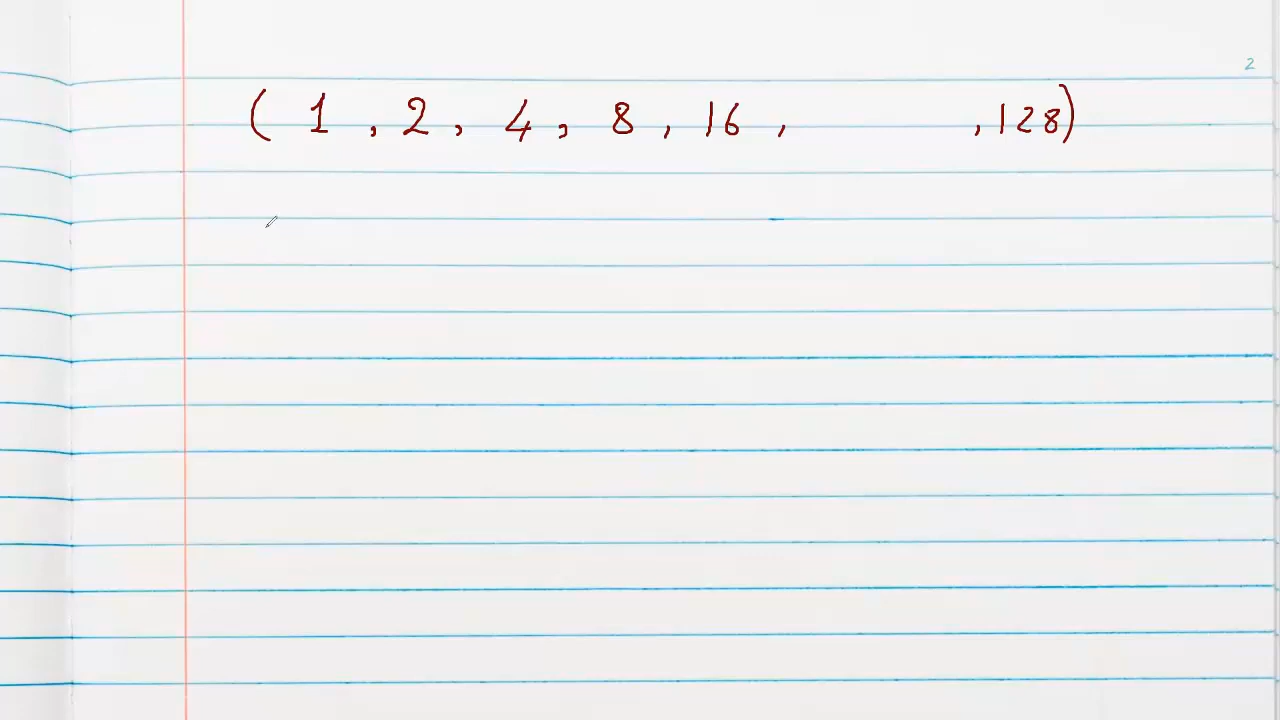 2
( 1 , 2 , 4 , 8 , 16 , , 128)